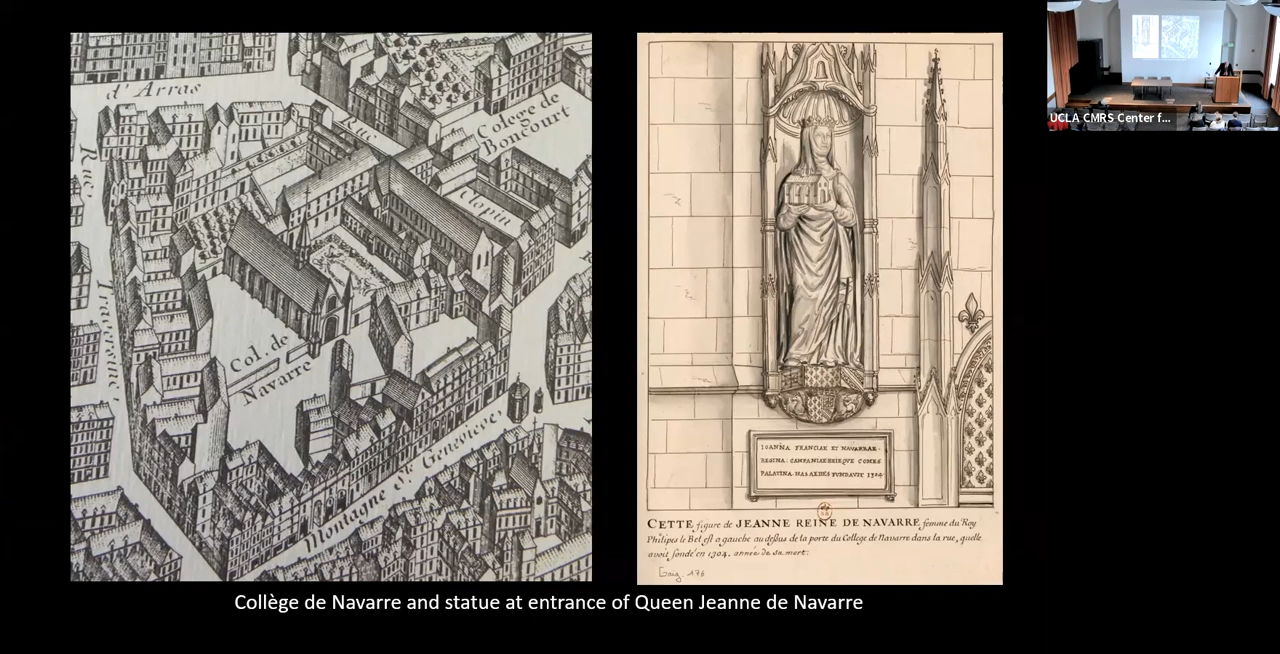 d'Arras
Rue
Colege de
Boncourt
Rue
Clopin
Traversine
Col. de
Navarre
Montagne Ste. Genevieve
IOANNA. FRANCIAE ET NAVARRAE.
REGINA. CAMPANIAE BRIEQVE COMES
PALATINA. HAS AEDES FUNDAVIT 1304
CETTE figure de JEANNE REINE DE NAVARRE femme du Roy
Philipes le Bel est a gauche au dessus de la porte du College de Navarre dans la rue, quelle
avoit fondé en 1304. année de sa mort.
Gaig. 476
Collège de Navarre and statue at entrance of Queen Jeanne de Navarre
UCLA CMRS Center f...